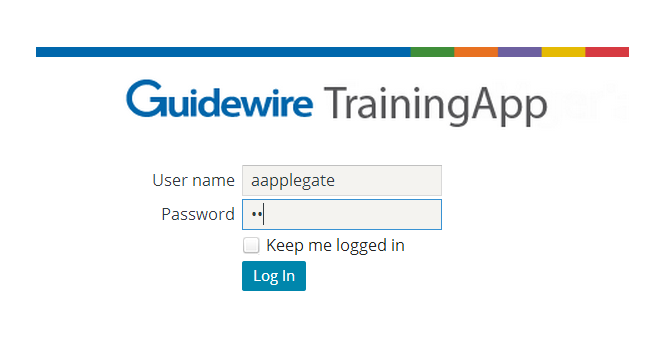 Guidewire TrainingApp
User name aapplegate
Password ••
Keep me logged in
Log In